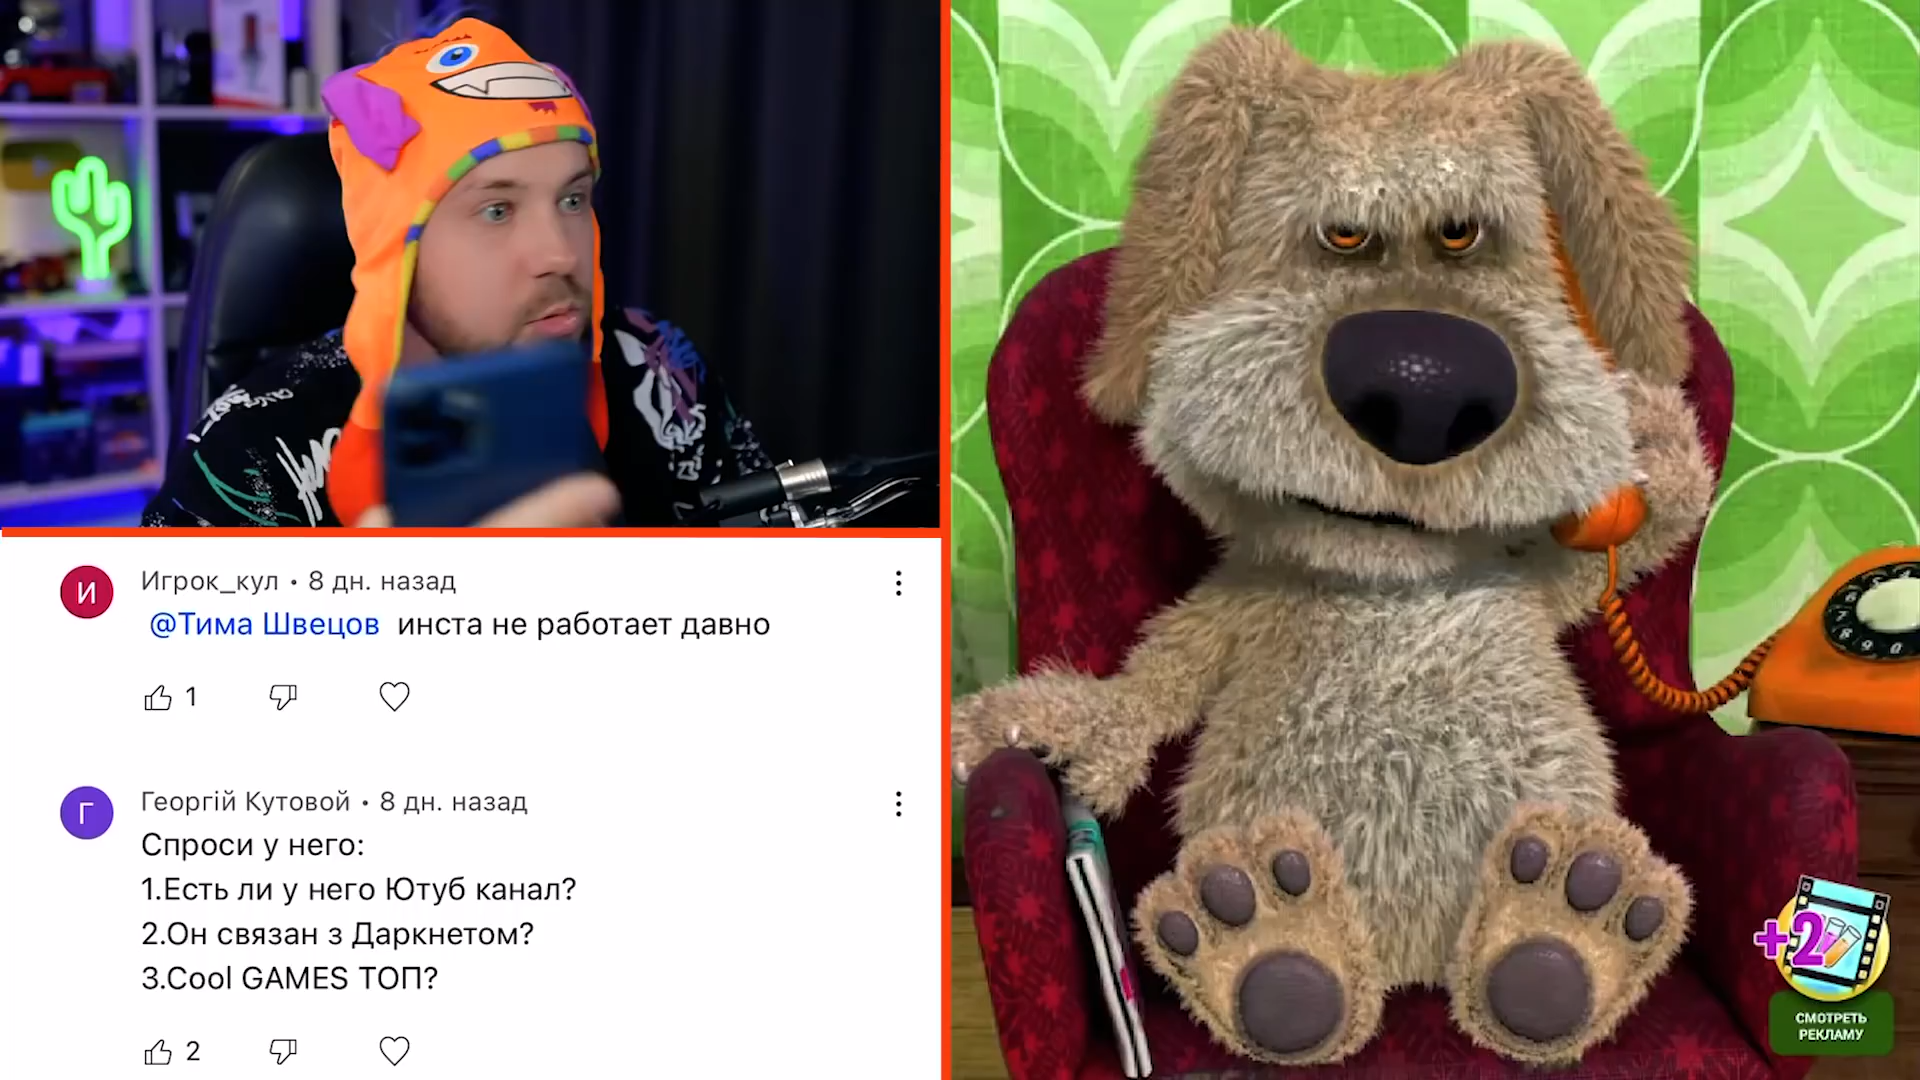 И
Игрок_кул • 8 дн. назад
@Тима Швецов инста не работает давно
1
Г
Георгій Кутовой • 8 дн. назад
Спроси у него:
1.Есть ли у него Ютуб канал?
2.Он связан з Даркнетом?
3.Cool GAMES ТОП?
2
+2
СМОТРЕТЬ
РЕКЛАМУ